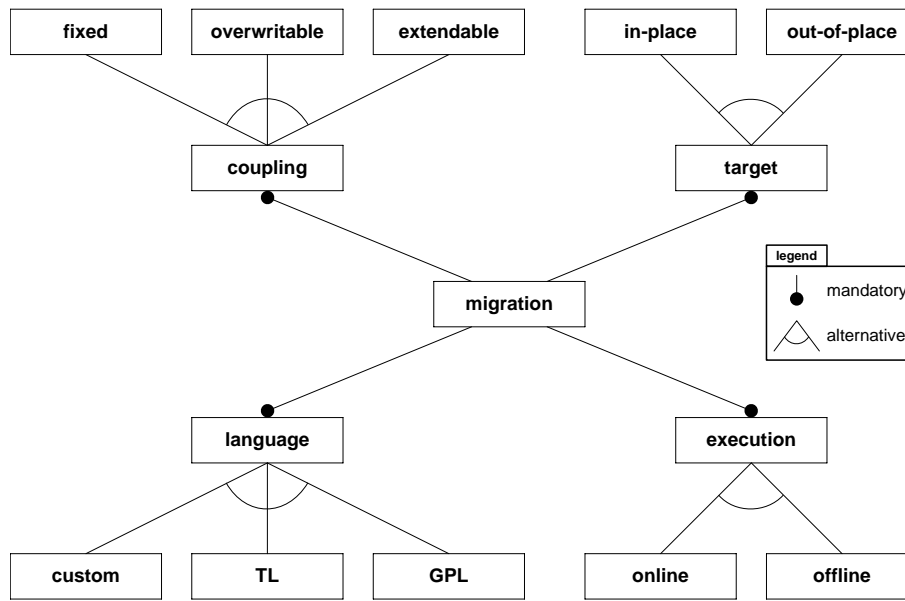 fixed
overwritable
extendable
in-place
out-of-place
coupling
target
migration
legend
mandatory
alternative
language
execution
custom
TL
GPL
online
offline